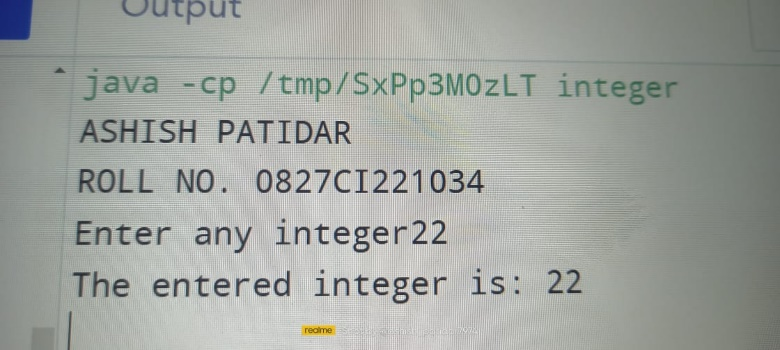 Output
java -cp /tmp/SxPp3MOzLT integer
ASHISH PATIDAR
ROLL NO. 0827CI221034
Enter any integer22
The entered integer is: 22
realme